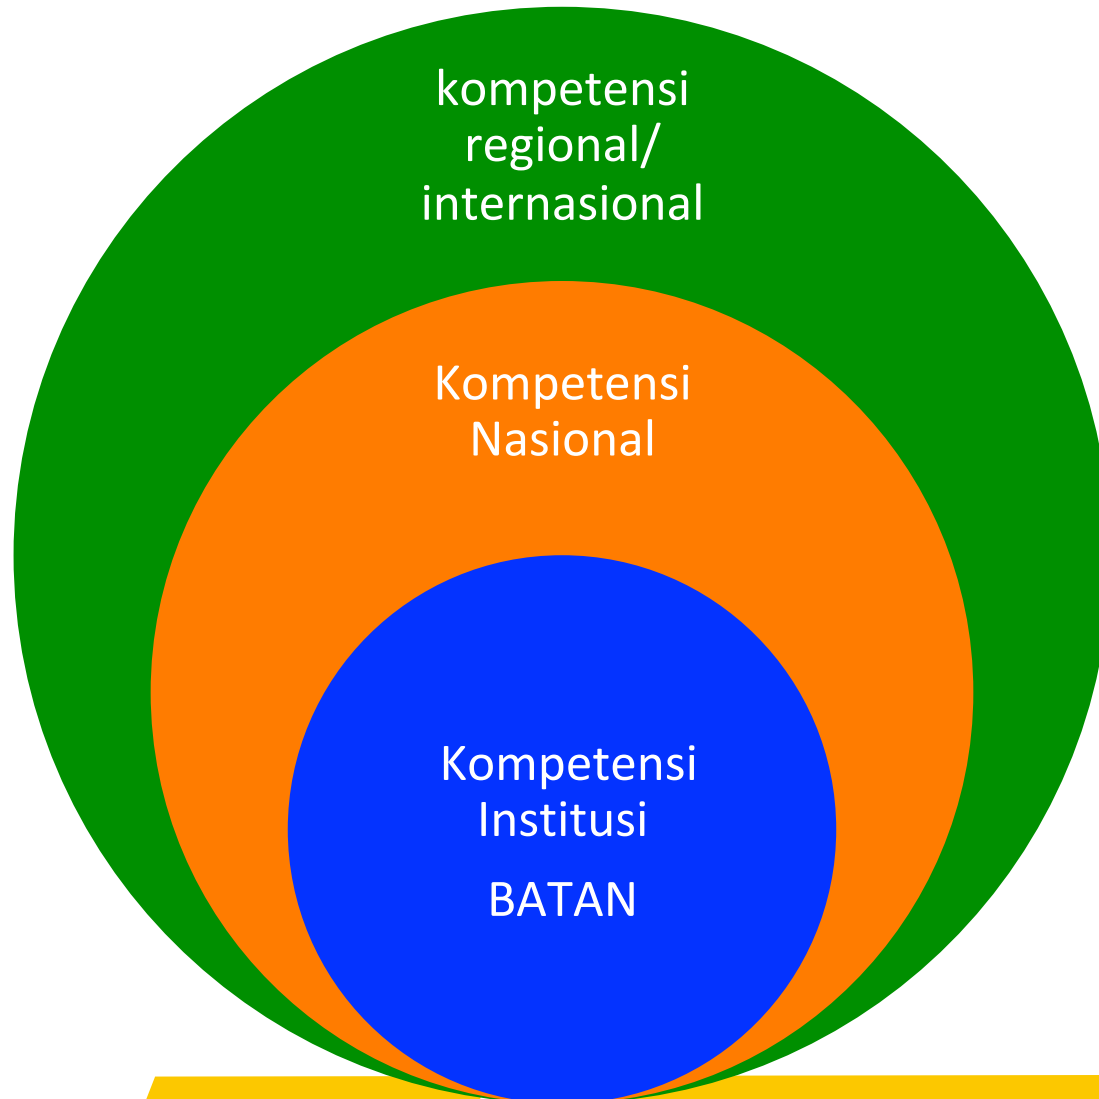 kompetensi
regional/
internasional
Kompetensi
Nasional
Kompetensi
Institusi
BATAN